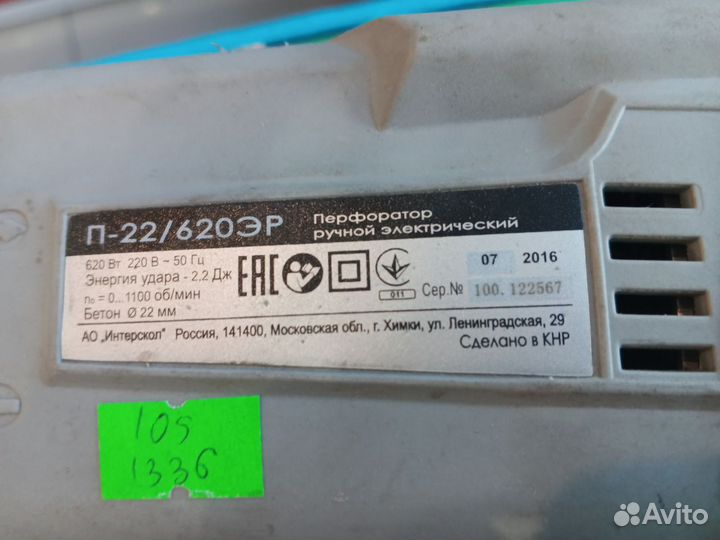 П-22/620ЭР
Перфоратор
ручной электрический
620 Вт 220 В ~ 50 Гц
Энергия удара - 2,2 Дж
n₀ = 0...1100 об/мин
Бетон Ø 22 мм
EAC
011
07 2016
Сер.№ 100.122567
АО „Интерскол" Россия, 141400, Московская обл., г. Химки, ул. Ленинградская, 29
Сделано в КНР
105
1336
Avito